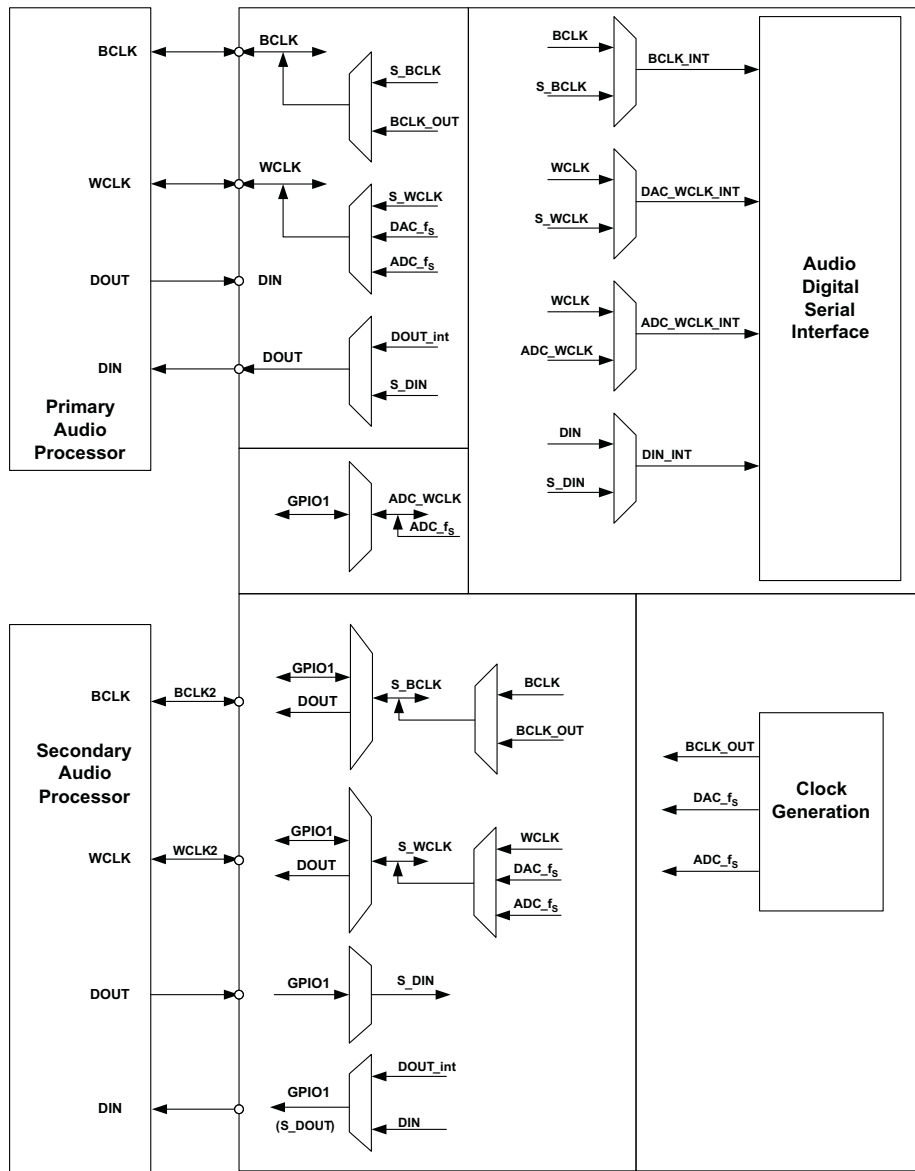 BCLK
WCLK
DOUT
DIN
Primary
Audio
Processor
BCLK
S_BCLK
BCLK_OUT
WCLK
S_WCLK
DAC_fS
ADC_fS
DIN
DOUT
DOUT_int
S_DIN
GPIO1
ADC_WCLK
ADC_fS
BCLK
S_BCLK
BCLK_INT
WCLK
S_WCLK
DAC_WCLK_INT
WCLK
ADC_WCLK
ADC_WCLK_INT
DIN
S_DIN
DIN_INT
Audio
Digital
Serial
Interface
BCLK
BCLK2
Secondary
Audio
Processor
WCLK
WCLK2
DOUT
DIN
GPIO1
DOUT
S_BCLK
BCLK
BCLK_OUT
GPIO1
DOUT
S_WCLK
WCLK
DAC_fS
ADC_fS
GPIO1
S_DIN
GPIO1
(S_DOUT)
DOUT_int
DIN
BCLK_OUT
DAC_fS
ADC_fS
Clock
Generation